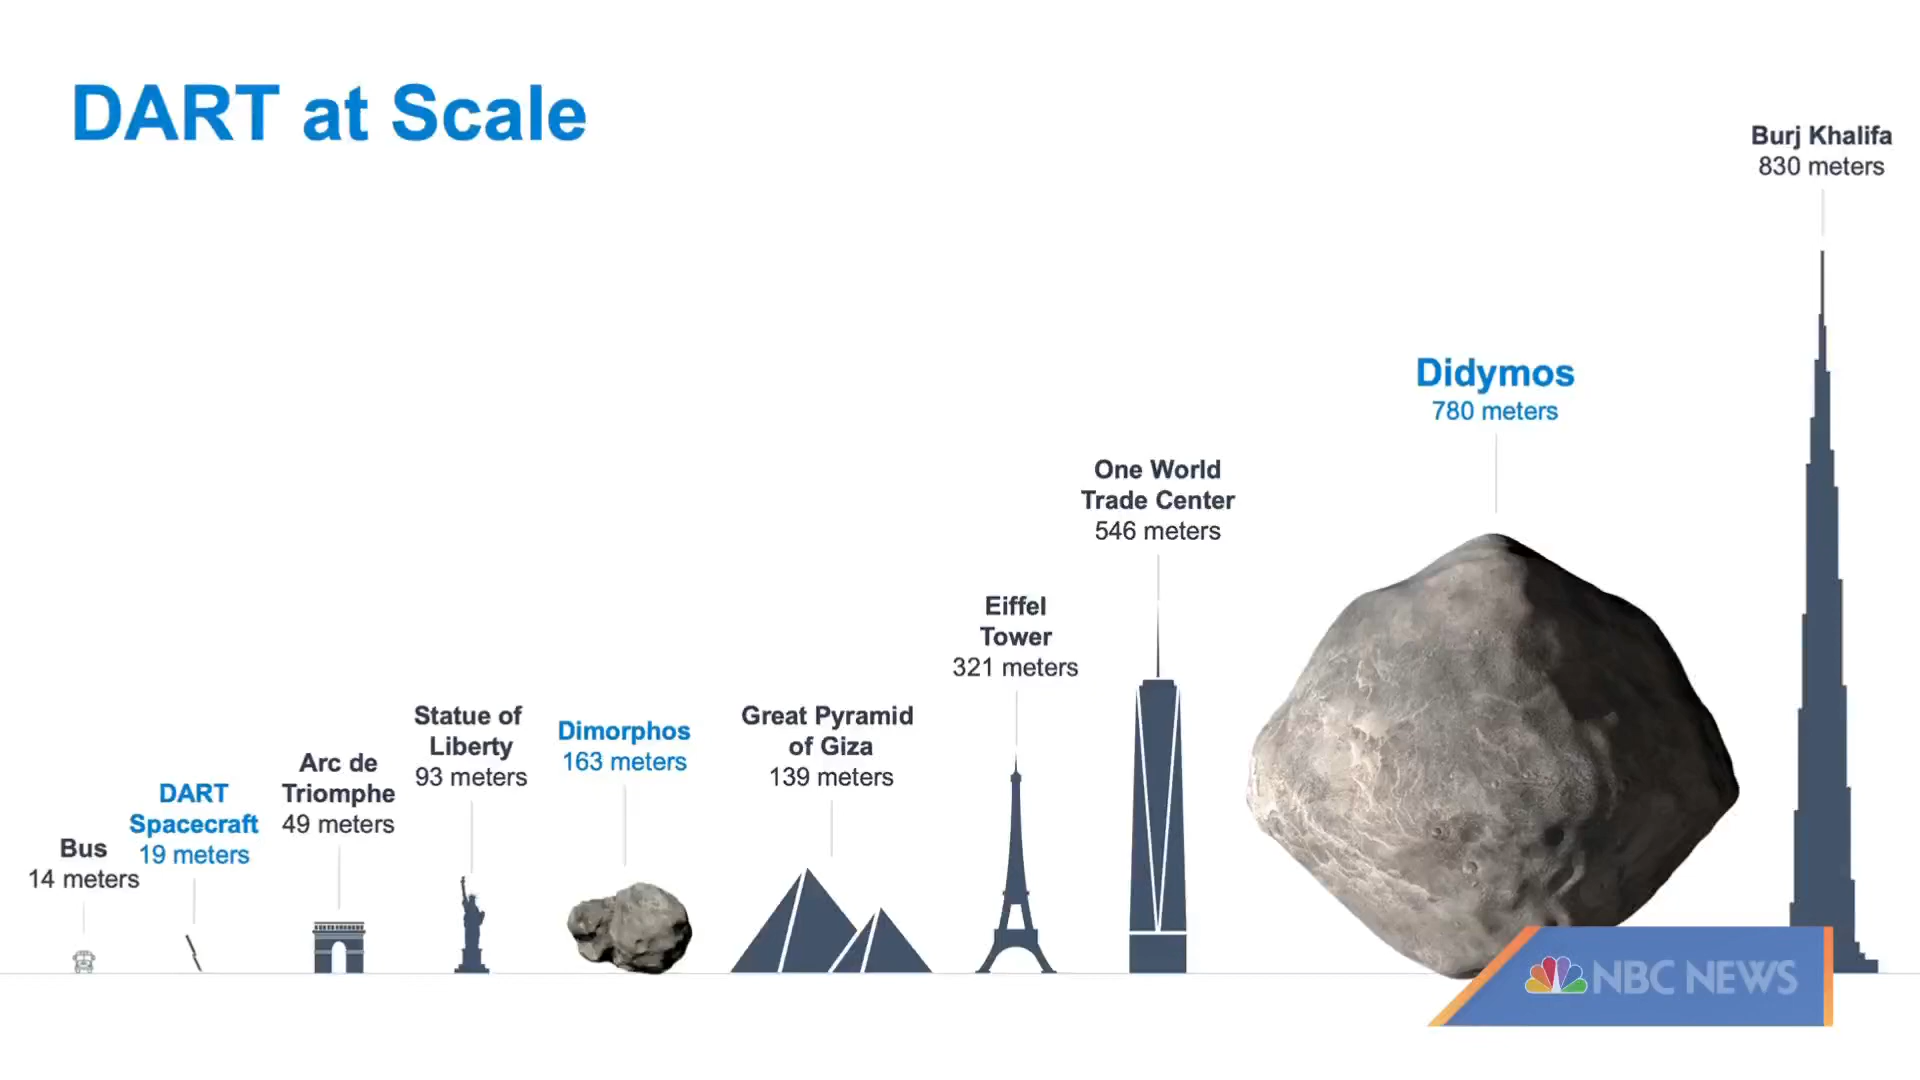 DART at Scale
Bus
14 meters
DART
Spacecraft
19 meters
Arc de
Triomphe
49 meters
Statue of
Liberty
93 meters
Dimorphos
163 meters
Great Pyramid
of Giza
139 meters
Eiffel
Tower
321 meters
One World
Trade Center
546 meters
Didymos
780 meters
Burj Khalifa
830 meters
NBC NEWS